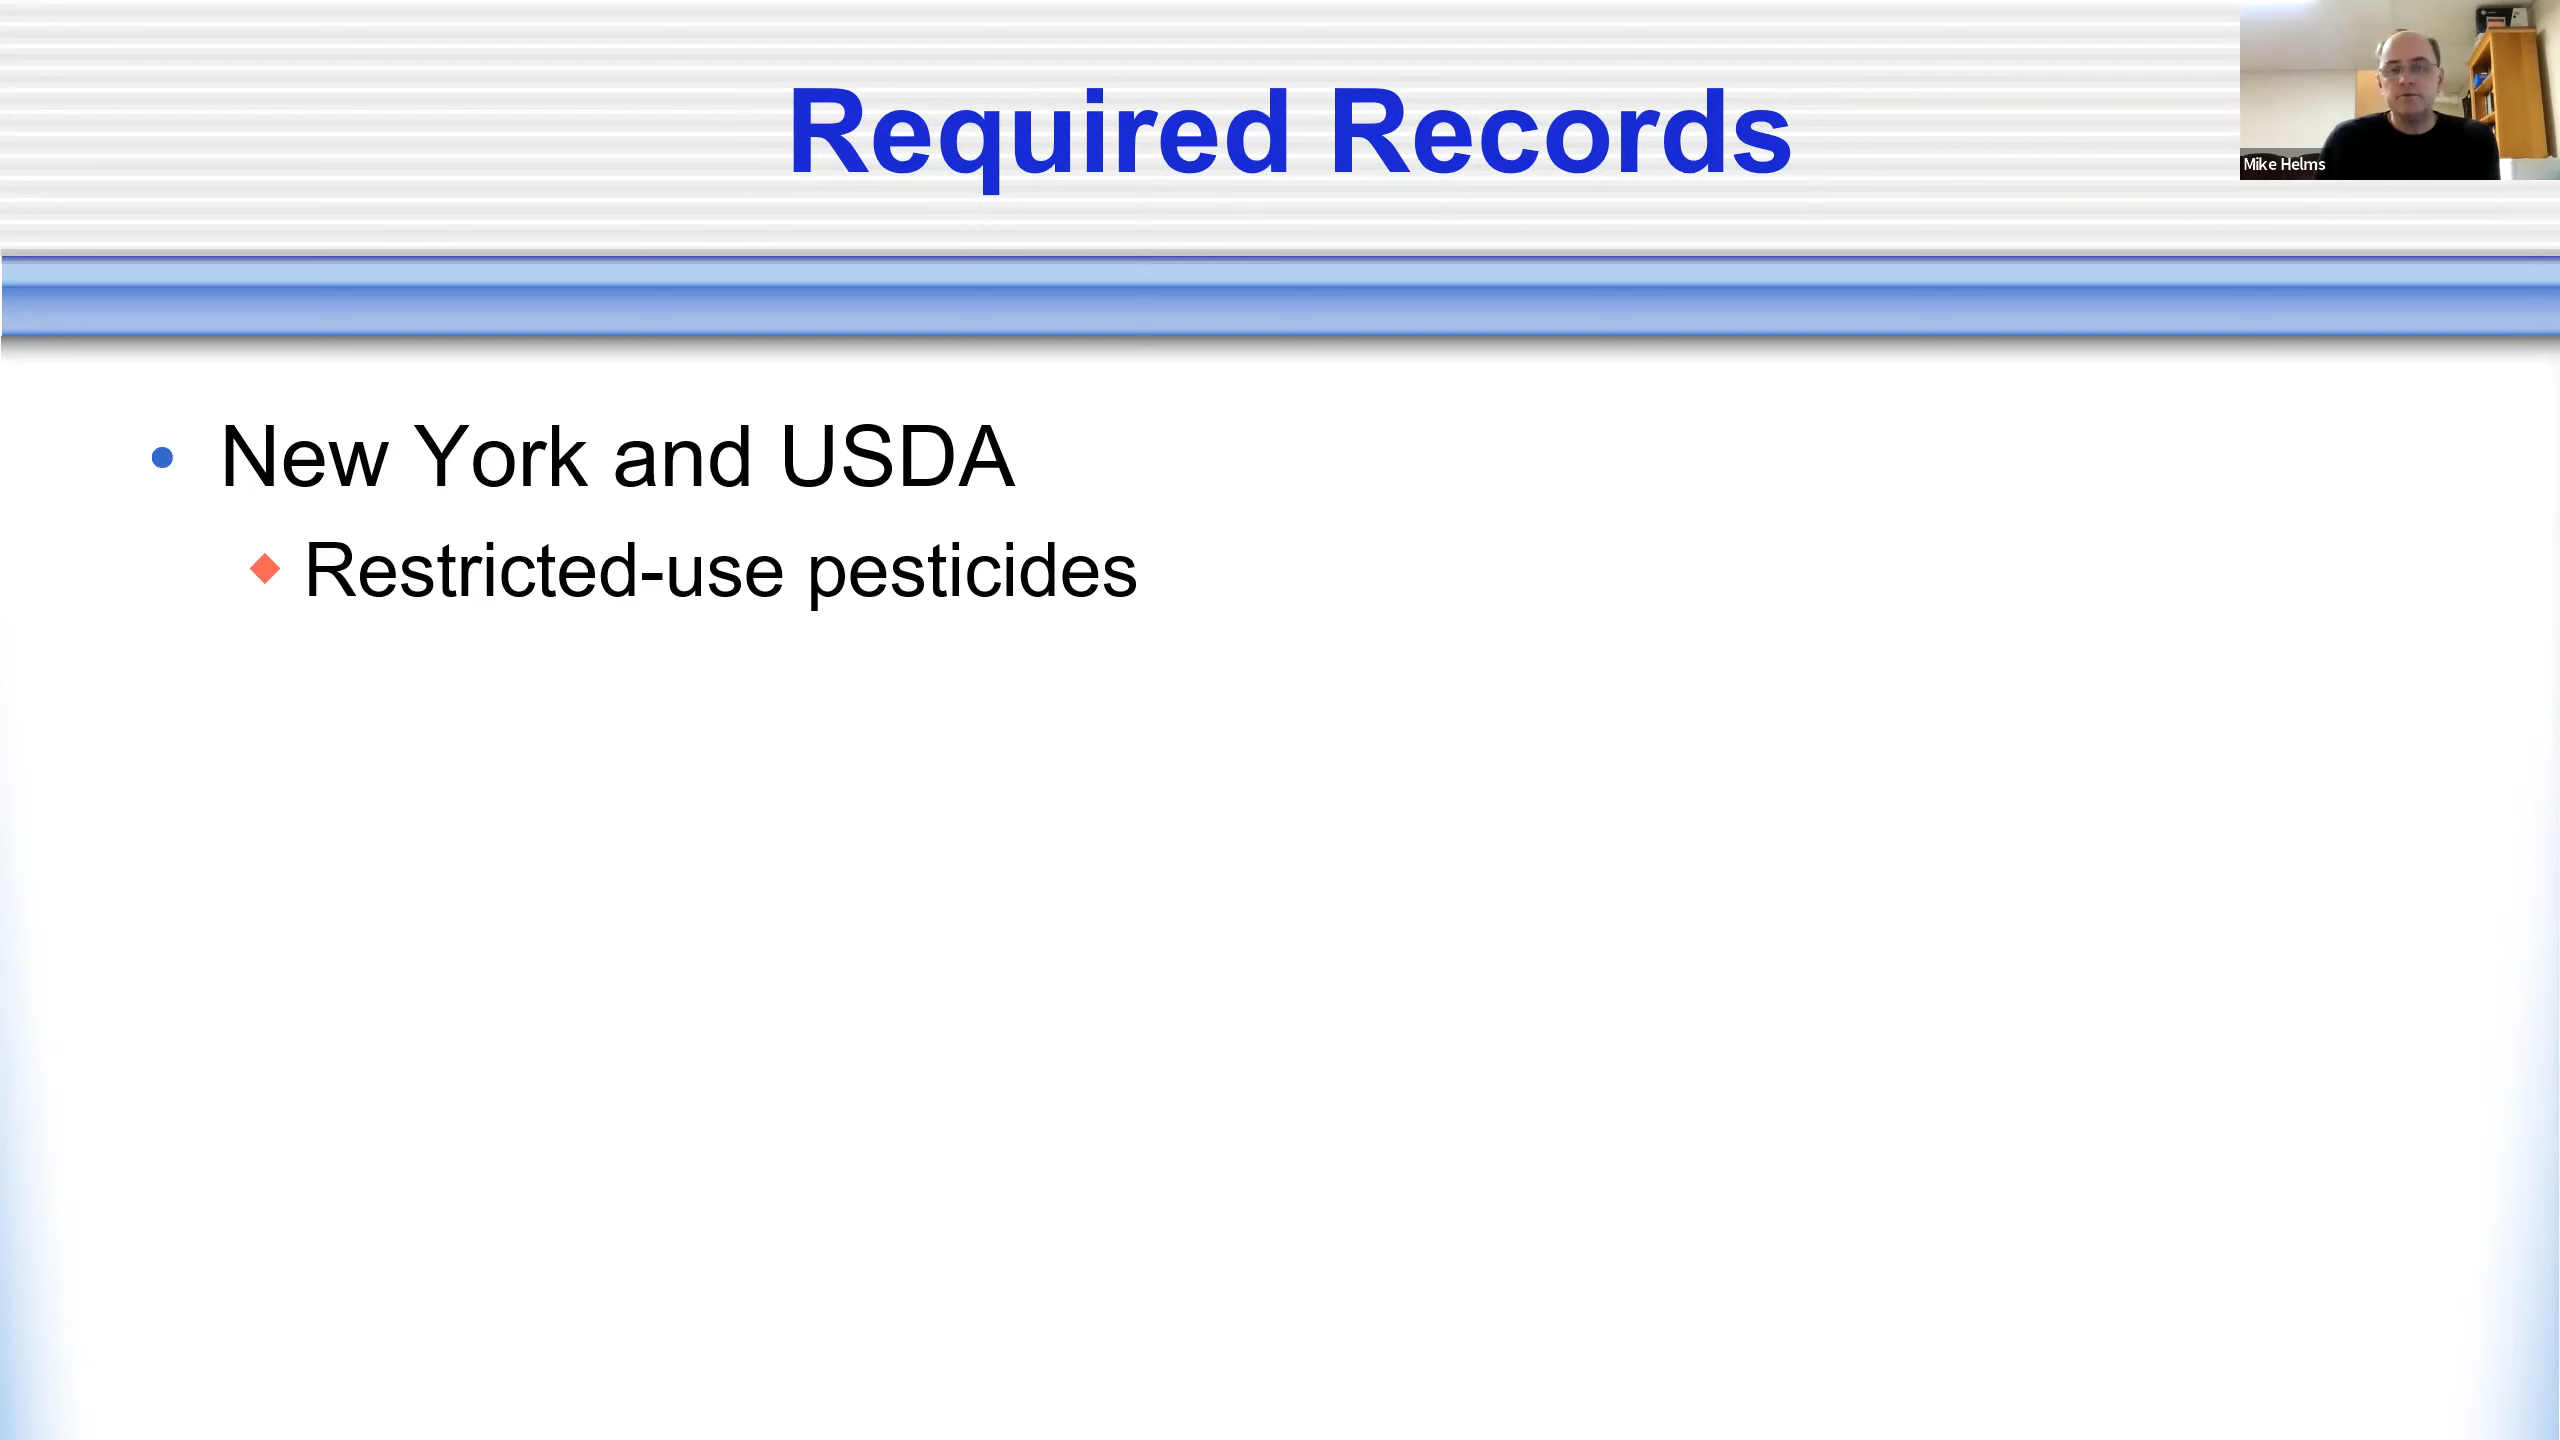 Required Records
Mike Helms
• New York and USDA
◆ Restricted-use pesticides